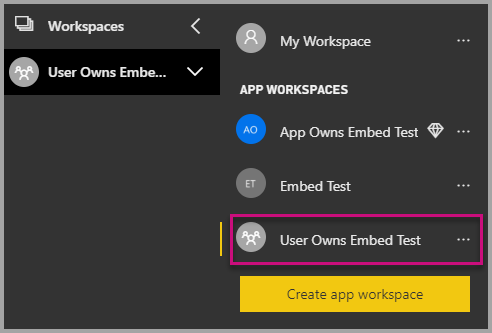 Workspaces
User Owns Embe...
My Workspace ...
APP WORKSPACES
AO App Owns Embed Test ...
ET Embed Test ...
User Owns Embed Test ...
Create app workspace